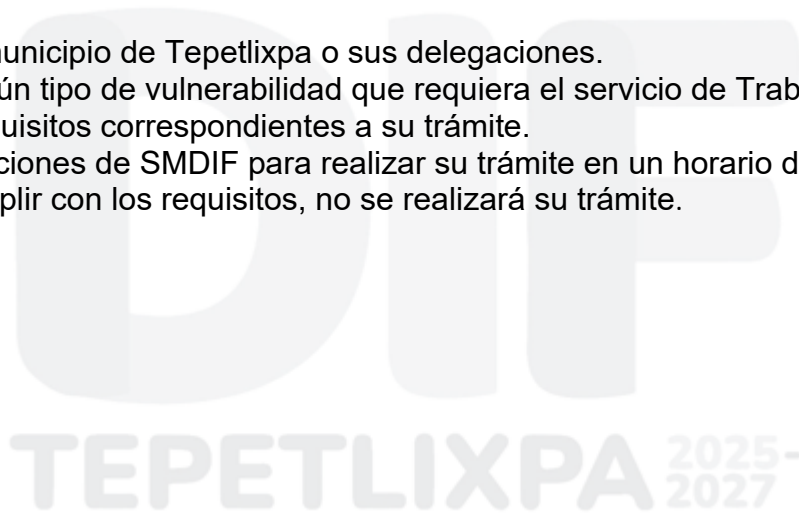 unicipio de Tepetlixpa o sus delegaciones.
ún tipo de vulnerabilidad que requiera el servicio de Trab
uisitos correspondientes a su trámite.
ciones de SMDIF para realizar su trámite en un horario d
plir con los requisitos, no se realizará su trámite.
DIF
TEPETLIXPA 2025-
2027